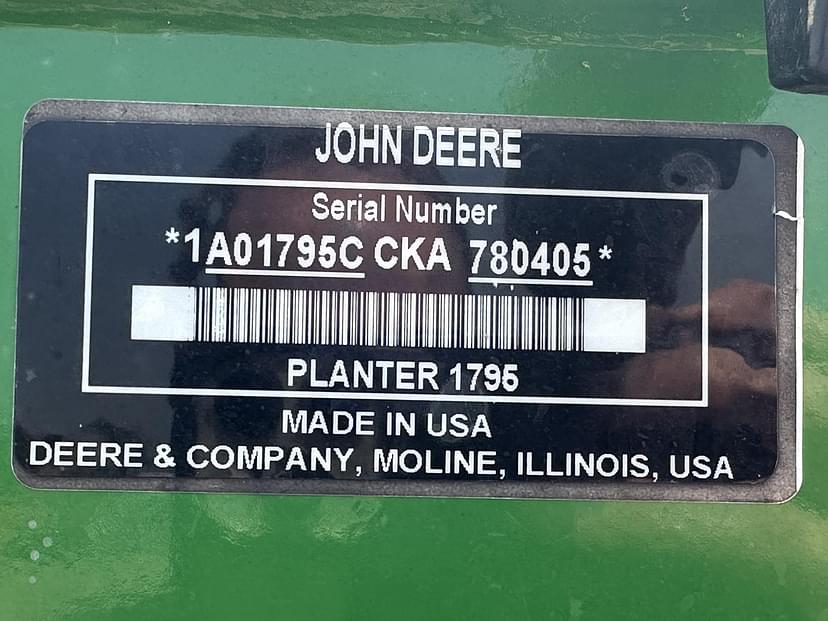 JOHN DEERE
Serial Number
*1A01795C CKA 780405*
PLANTER 1795
MADE IN USA
DEERE & COMPANY, MOLINE, ILLINOIS, USA